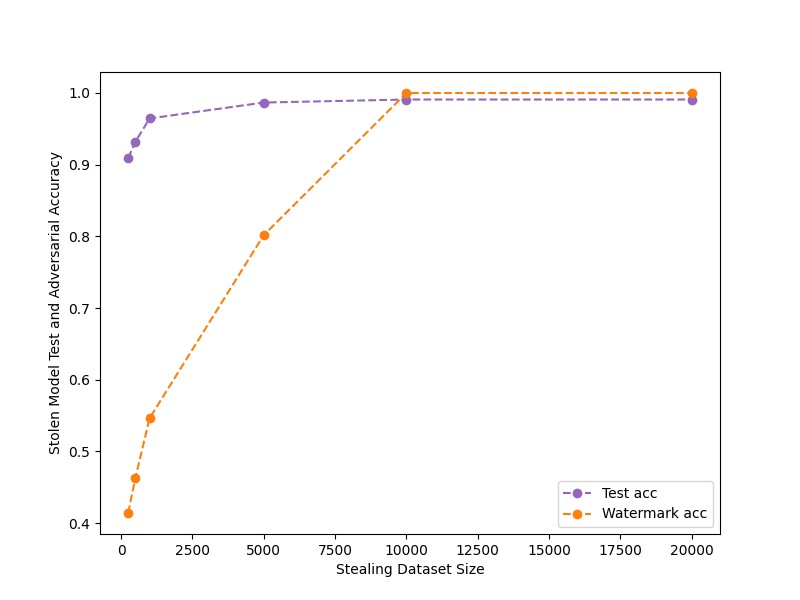 1.0
0.9
0.8
0.7
0.6
0.5
0.4
Stolen Model Test and Adversarial Accuracy
Test acc
Watermark acc
0 2500 5000 7500 10000 12500 15000 17500 20000
Stealing Dataset Size